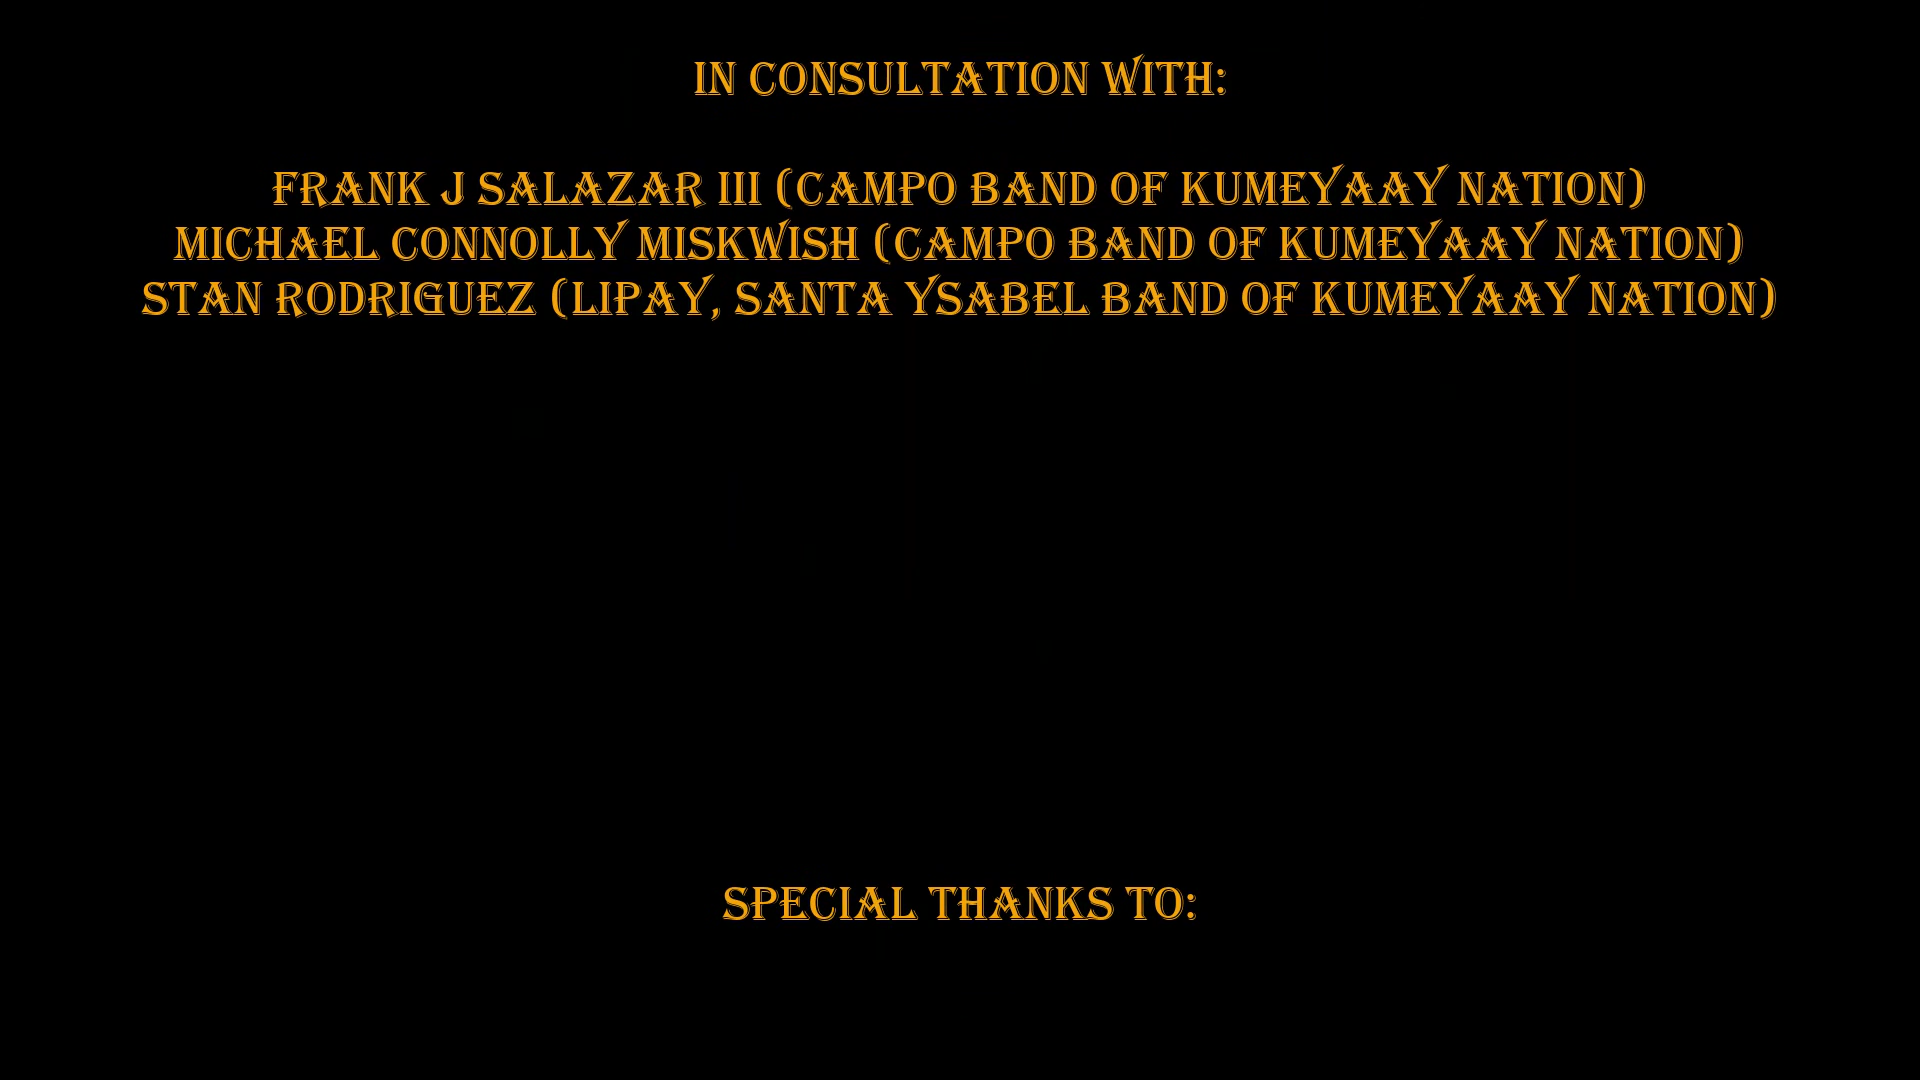 IN CONSULTATION WITH:
FRANK J SALAZAR III (CAMPO BAND OF KUMEYAAY NATION)
MICHAEL CONNOLLY MISKWISH (CAMPO BAND OF KUMEYAAY NATION)
STAN RODRIGUEZ (LIPAY, SANTA YSABEL BAND OF KUMEYAAY NATION)
SPECIAL THANKS TO: